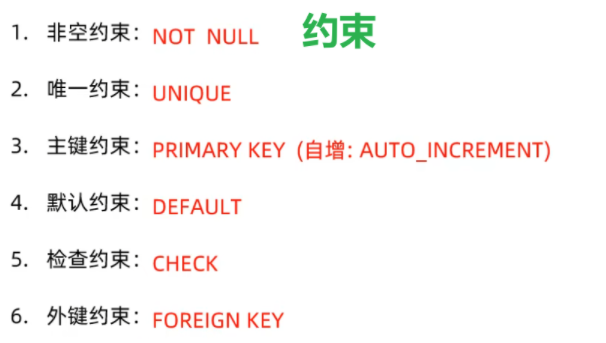 约束
1. 非空约束：NOT NULL
2. 唯一约束：UNIQUE
3. 主键约束：PRIMARY KEY (自增: AUTO_INCREMENT)
4. 默认约束：DEFAULT
5. 检查约束：CHECK
6. 外键约束：FOREIGN KEY